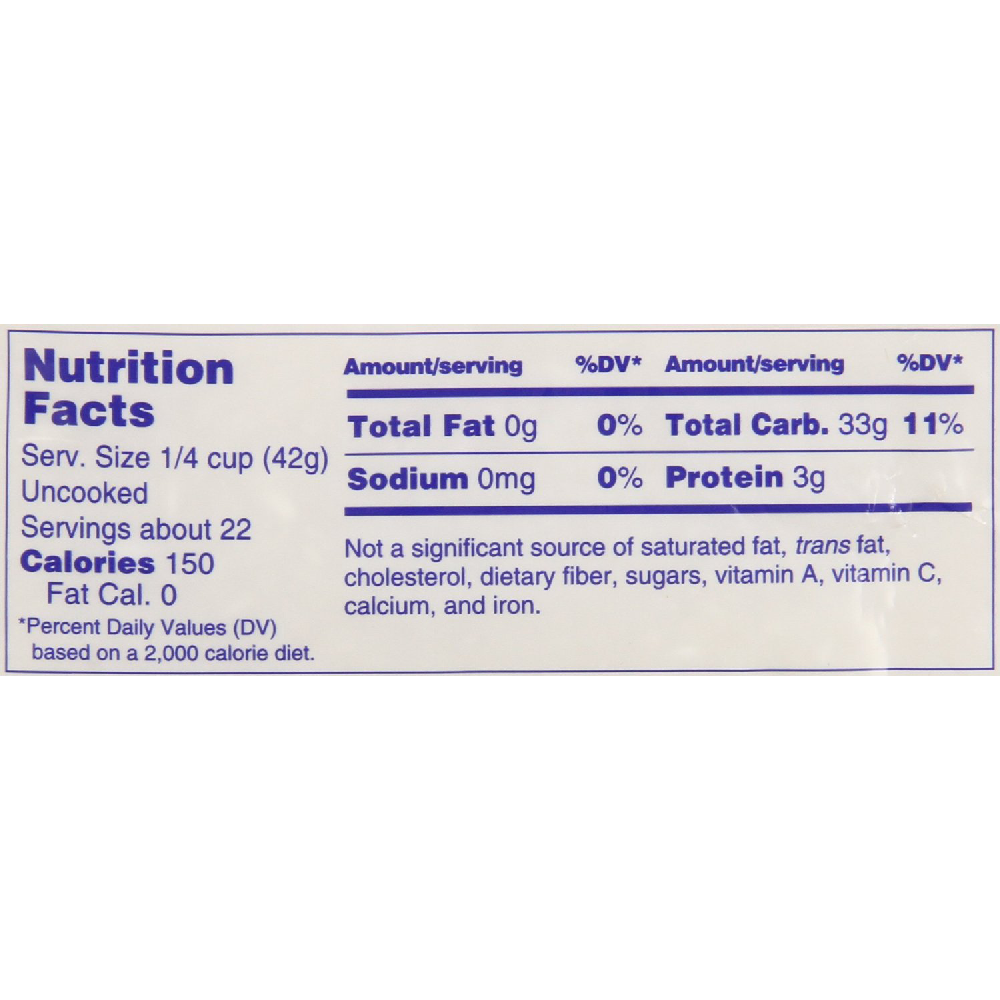 Nutrition
Facts
Serv. Size 1/4 cup (42g)
Uncooked
Servings about 22
Calories 150
Fat Cal. 0
*Percent Daily Values (DV)
based on a 2,000 calorie diet.
Amount/serving %DV* Amount/serving %DV*
Total Fat 0g 0% Total Carb. 33g 11%
Sodium 0mg 0% Protein 3g
Not a significant source of saturated fat, trans fat,
cholesterol, dietary fiber, sugars, vitamin A, vitamin C,
calcium, and iron.